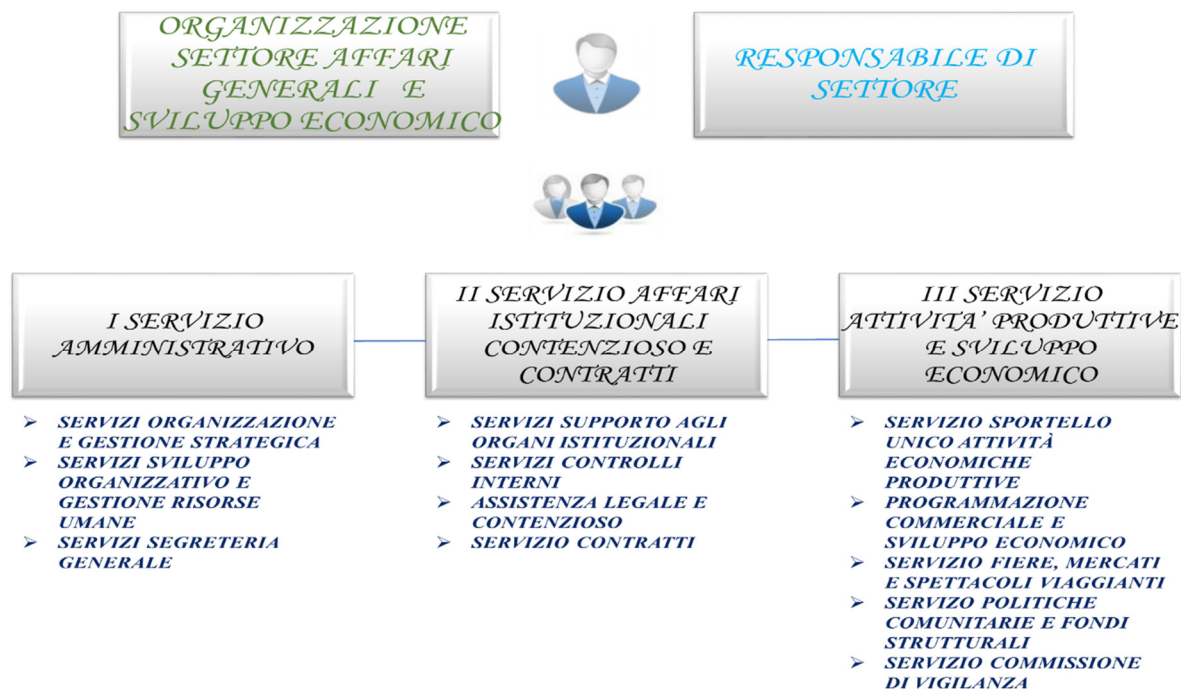 ORGANIZZAZIONE
SETTORE AFFARI
GENERALI E
SVILUPPO ECONOMICO
RESPONSABILE DI
SETTORE
I SERVIZIO
AMMINISTRATIVO
II SERVIZIO AFFARI
ISTITUZIONALI
CONTENZIOSO E
CONTRATTI
III SERVIZIO
ATTIVITA' PRODUTTIVE
E SVILUPPO
ECONOMICO
➢ SERVIZI ORGANIZZAZIONE
E GESTIONE STRATEGICA
➢ SERVIZI SVILUPPO
ORGANIZZATIVO E
GESTIONE RISORSE
UMANE
➢ SERVIZI SEGRETERIA
GENERALE
➢ SERVIZI SUPPORTO AGLI
ORGANI ISTITUZIONALI
➢ SERVIZI CONTROLLI
INTERNI
➢ ASSISTENZA LEGALE E
CONTENZIOSO
➢ SERVIZIO CONTRATTI
➢ SERVIZIO SPORTELLO
UNICO ATTIVITÀ
ECONOMICHE
PRODUTTIVE
➢ PROGRAMMAZIONE
COMMERCIALE E
SVILUPPO ECONOMICO
➢ SERVIZIO FIERE, MERCATI
E SPETTACOLI VIAGGIANTI
➢ SERVIZO POLITICHE
COMUNITARIE E FONDI
STRUTTURALI
➢ SERVIZIO COMMISSIONE
DI VIGILANZA